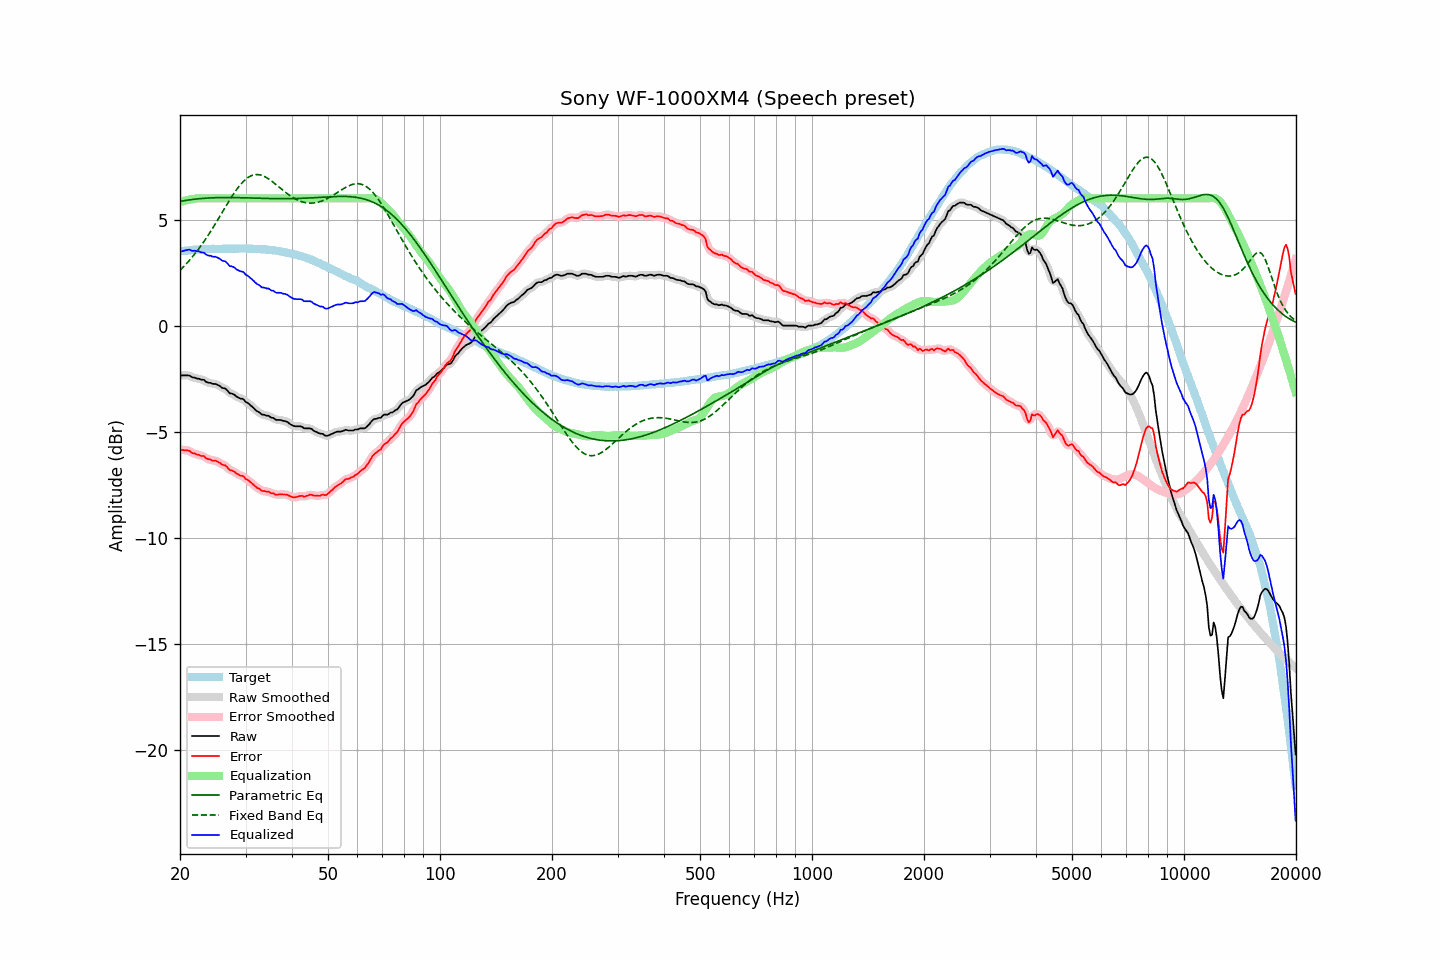 Sony WF-1000XM4 (Speech preset)
Amplitude (dBr)
5
0
−5
−10
−15
−20
Target
Raw Smoothed
Error Smoothed
Raw
Error
Equalization
Parametric Eq
Fixed Band Eq
Equalized
20 50 100 200 500 1000 2000 5000 10000 20000
Frequency (Hz)